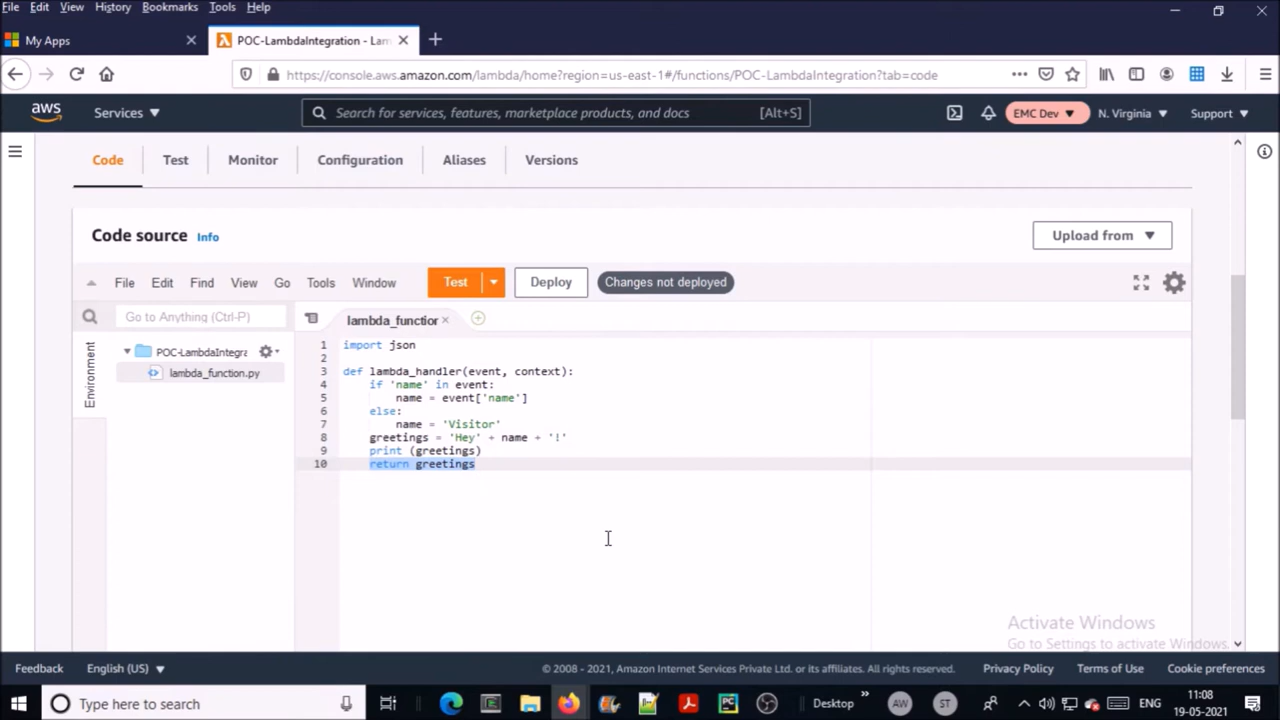 File Edit View History Bookmarks Tools Help
My Apps
POC-LambdaIntegration - Lam
https://console.aws.amazon.com/lambda/home?region=us-east-1#/functions/POC-LambdaIntegration?tab=code
aws
Services
Search for services, features, marketplace products, and docs
[Alt+S]
EMC Dev
N. Virginia
Support
Code
Test
Monitor
Configuration
Aliases
Versions
Code source
Info
Upload from
File Edit Find View Go Tools Window
Test
Deploy
Changes not deployed
Go to Anything (Ctrl-P)
lambda_function
Environment
POC-LambdaIntegra
lambda_function.py
1 import json
2
3 def lambda_handler(event, context):
4 if 'name' in event:
5 name = event['name']
6 else:
7 name = 'Visitor'
8 greetings = 'Hey' + name + '!'
9 print (greetings)
10 return greetings
Activate Windows
Go to Settings to activate Windows.
Feedback
English (US)
© 2008 - 2021, Amazon Internet Services Private Ltd. or its affiliates. All rights reserved.
Privacy Policy
Terms of Use
Cookie preferences
Type here to search
PC
Desktop
AW
ST
ENG
11:08
19-05-2021